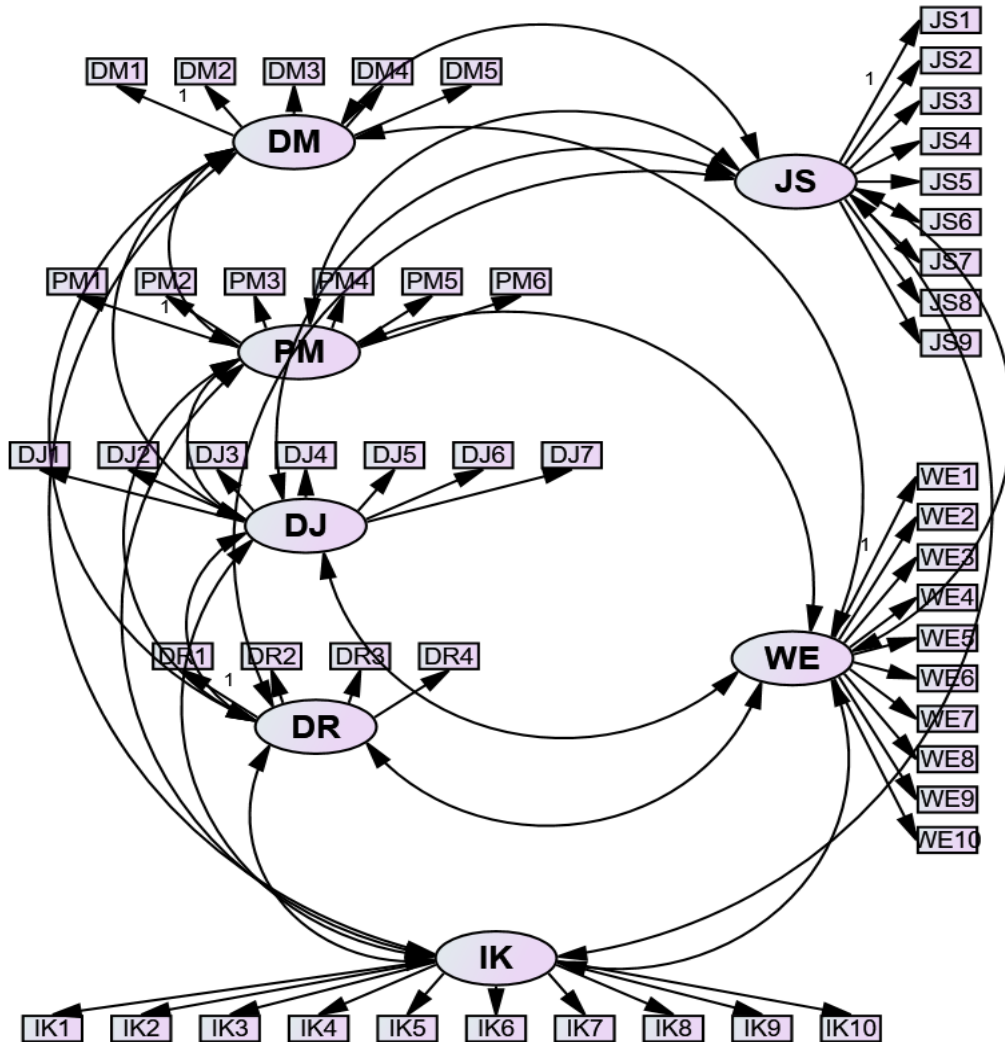 JS1
JS2
DM1 DM2 DM3 DM4 DM5
1
1
JS3
DM
JS4
JS
JS5
JS6
JS7
PM1 PM2 PM3 PM4 PM5 PM6
JS8
1
JS9
PM
DJ1 DJ2 DJ3 DJ4 DJ5 DJ6 DJ7
WE1
WE2
DJ
1
WE3
WE4
WE5
DR1 DR2 DR3 DR4
WE
WE6
1
WE7
DR
WE8
WE9
WE10
IK
IK1 IK2 IK3 IK4 IK5 IK6 IK7 IK8 IK9 IK10